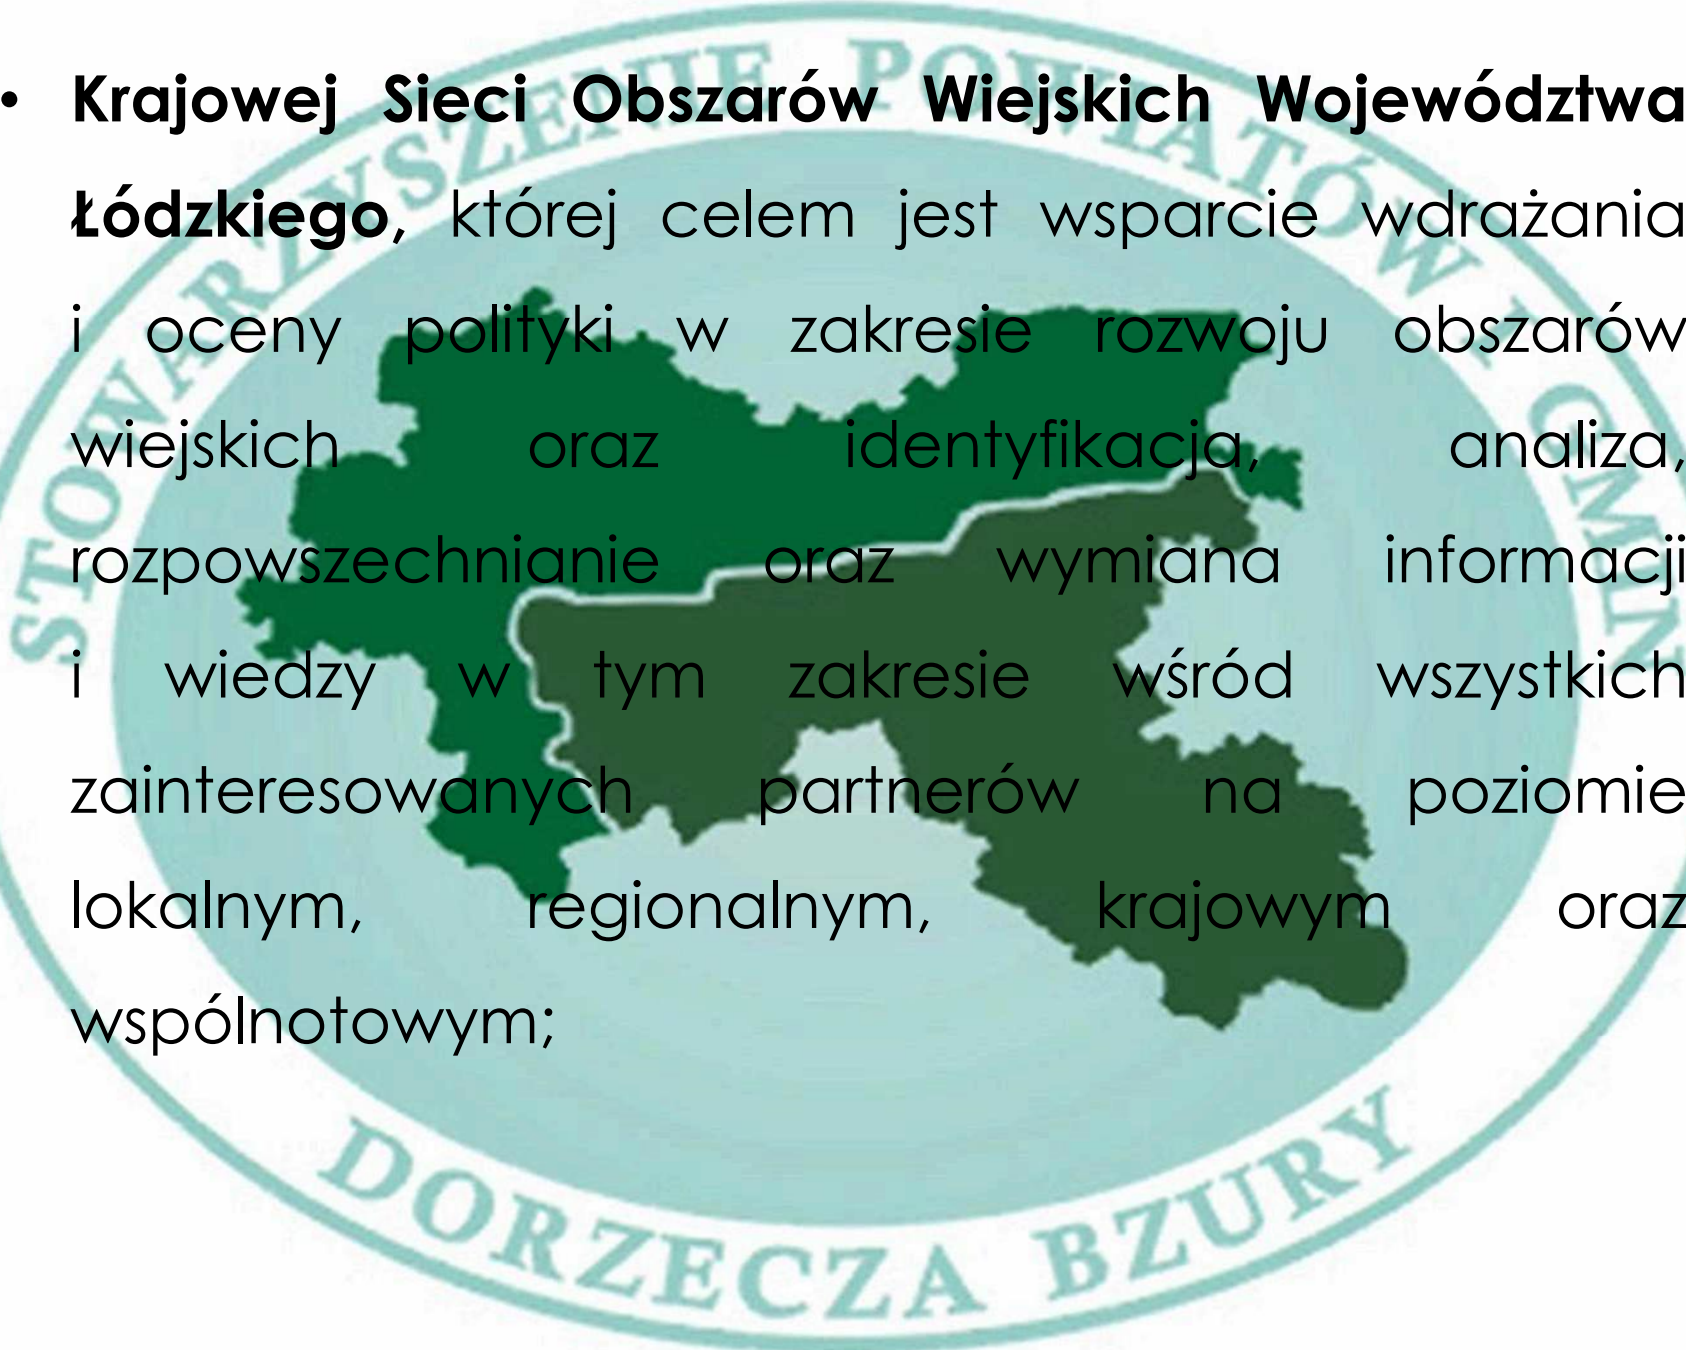 STOWARZYSZENIE POWIATÓW I GMIN
• Krajowej Sieci Obszarów Wiejskich Województwa
Łódzkiego, której celem jest wsparcie wdrażania
i oceny polityki w zakresie rozwoju obszarów
wiejskich oraz identyfikacja, analiza,
rozpowszechnianie oraz wymiana informacji
i wiedzy w tym zakresie wśród wszystkich
zainteresowanych partnerów na poziomie
lokalnym, regionalnym, krajowym oraz
wspólnotowym;
DORZECZA BZURY